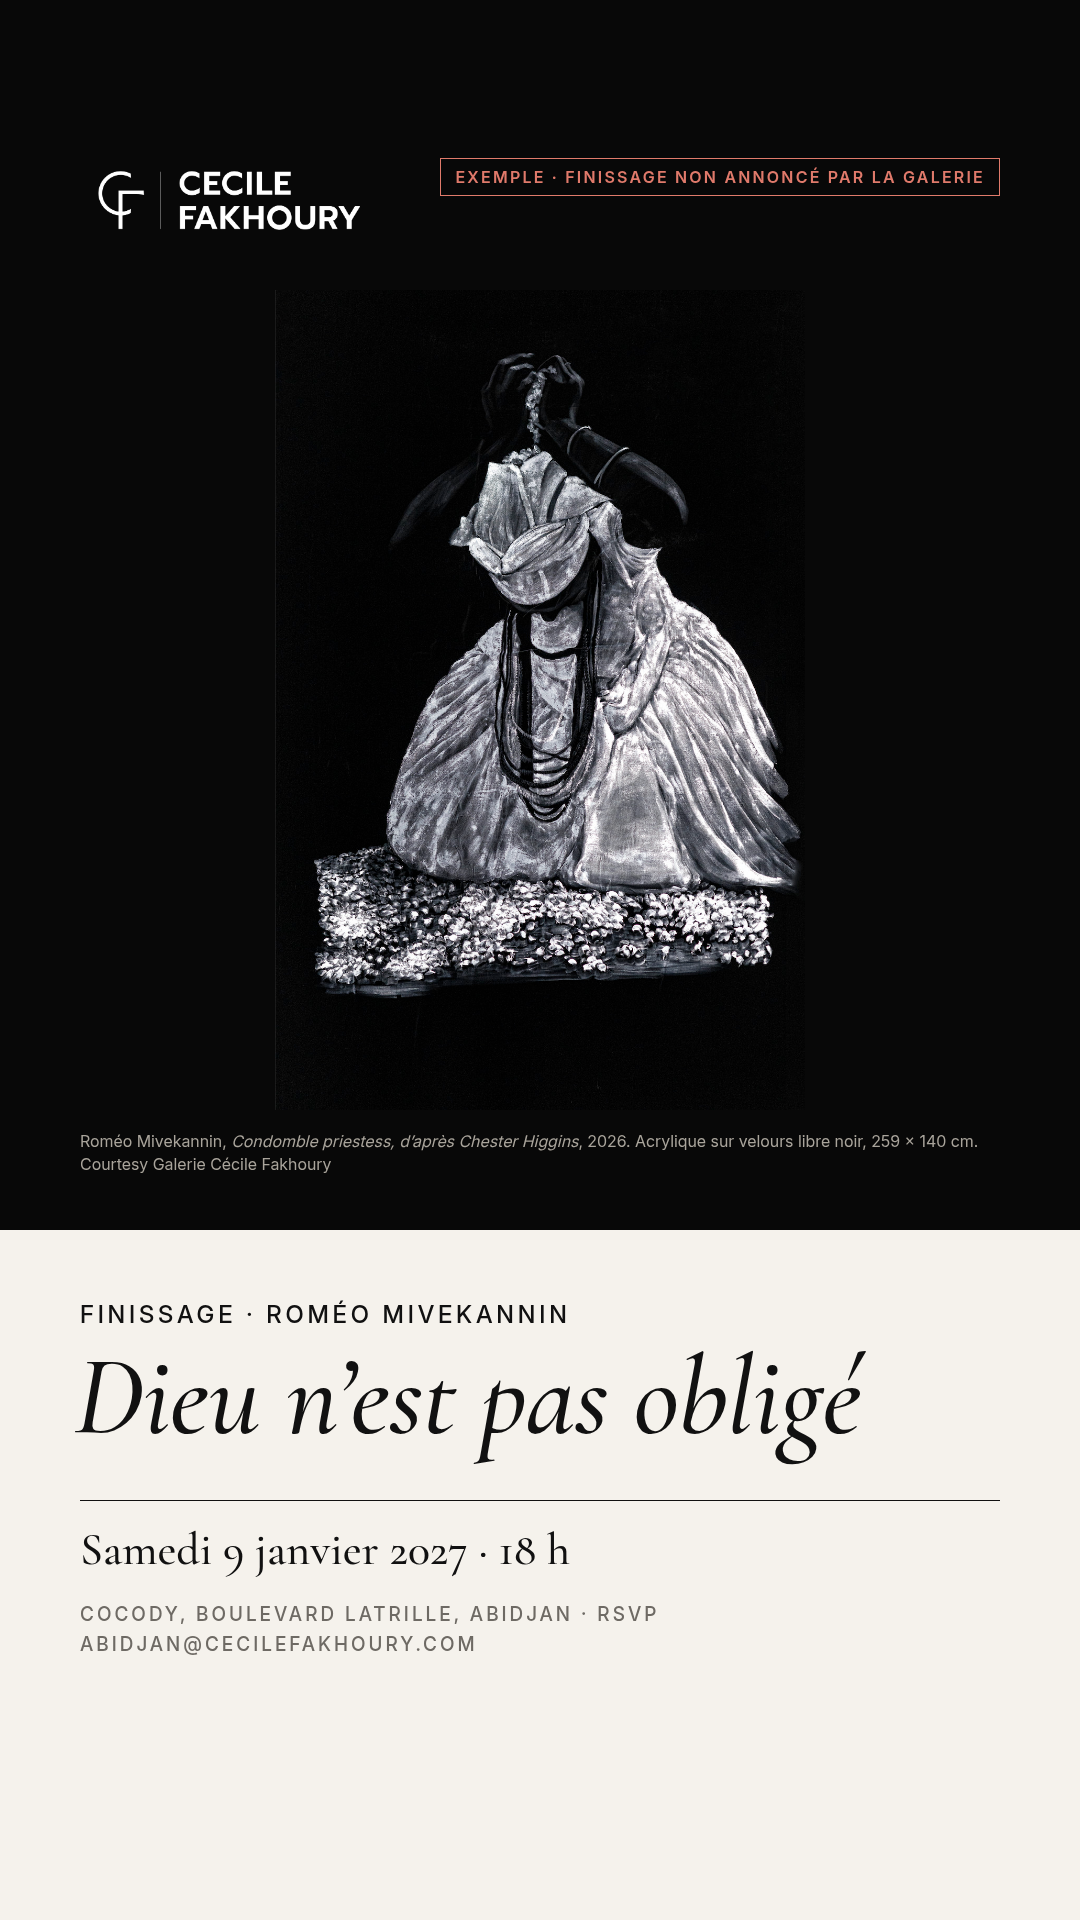 CECILE
FAKHOURY
EXEMPLE · FINISSAGE NON ANNONCÉ PAR LA GALERIE
Roméo Mivekannin, Condomble priestess, d’après Chester Higgins, 2026. Acrylique sur velours libre noir, 259 × 140 cm.
Courtesy Galerie Cécile Fakhoury
FINISSAGE · ROMÉO MIVEKANNIN
Dieu n’est pas obligé
Samedi 9 janvier 2027 · 18 h
COCODY, BOULEVARD LATRILLE, ABIDJAN · RSVP
ABIDJAN@CECILEFAKHOURY.COM